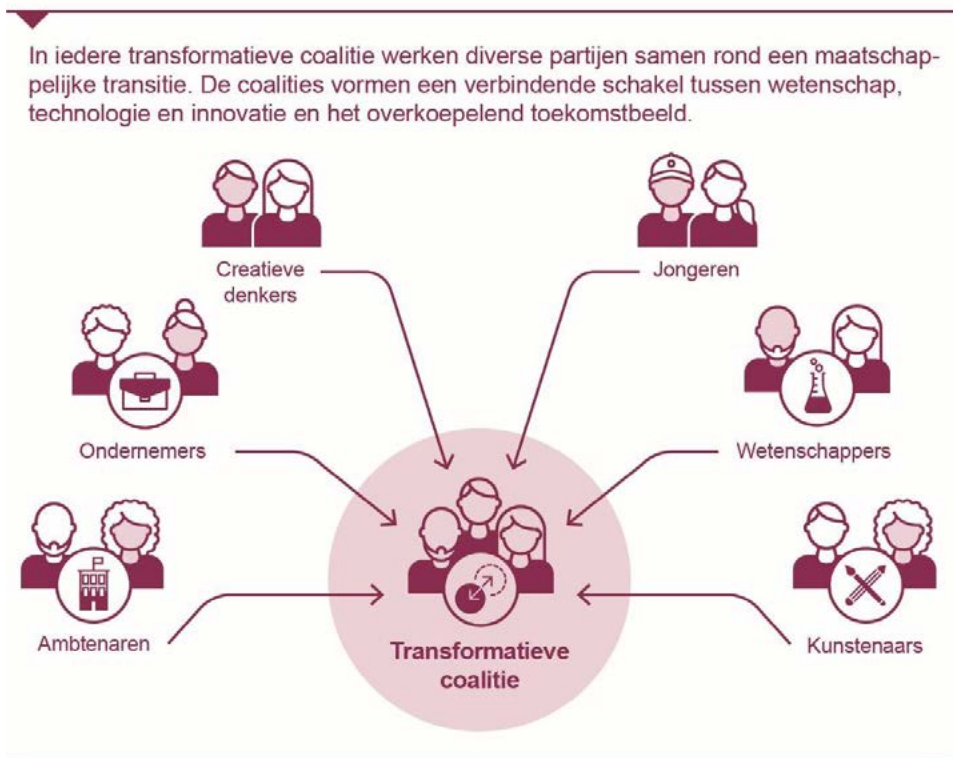 In iedere transformatieve coalitie werken diverse partijen samen rond een maatschap-
pelijke transitie. De coalities vormen een verbindende schakel tussen wetenschap,
technologie en innovatie en het overkoepelend toekomstbeeld.
Creatieve
denkers
Jongeren
Ondernemers
Wetenschappers
Ambtenaren
Transformatieve
coalitie
Kunstenaars